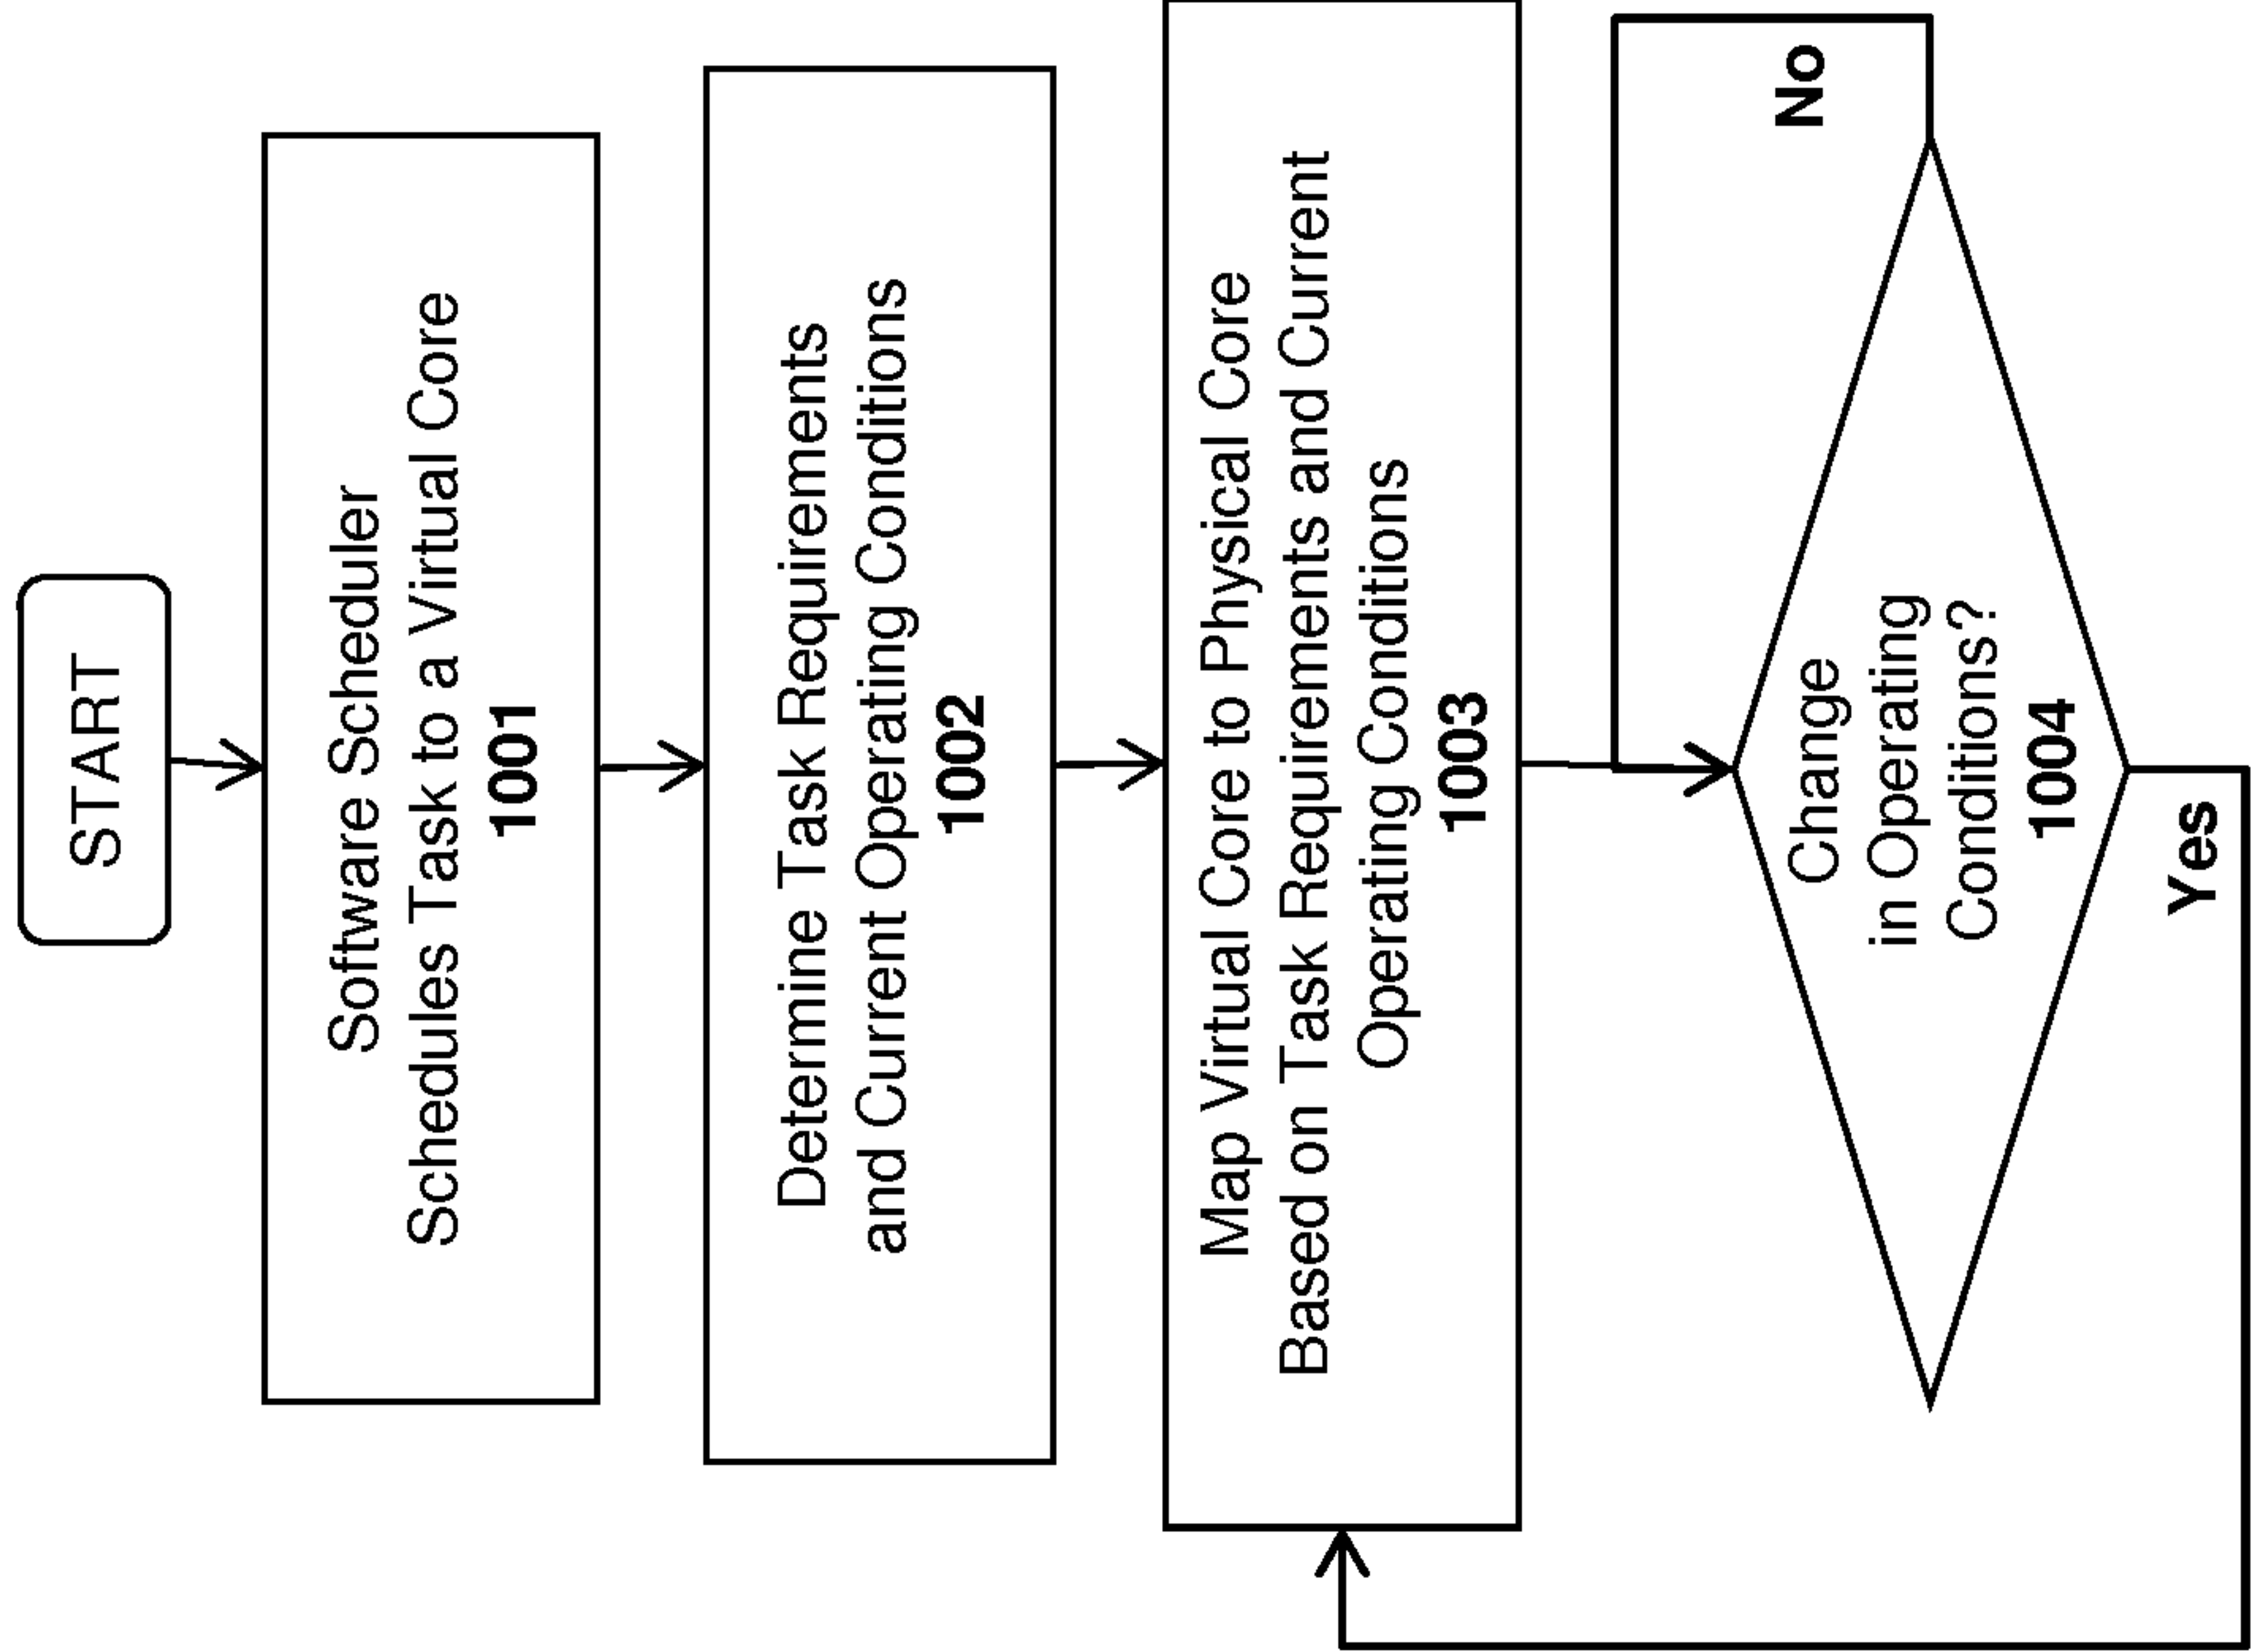 START
Software Scheduler
Schedules Task to a Virtual Core
1001
Determine Task Requirements
and Current Operating Conditions
1002
Map Virtual Core to Physical Core
Based on Task Requirements and Current
Operating Conditions
1003
No
Change
in Operating
Conditions?
1004
Yes